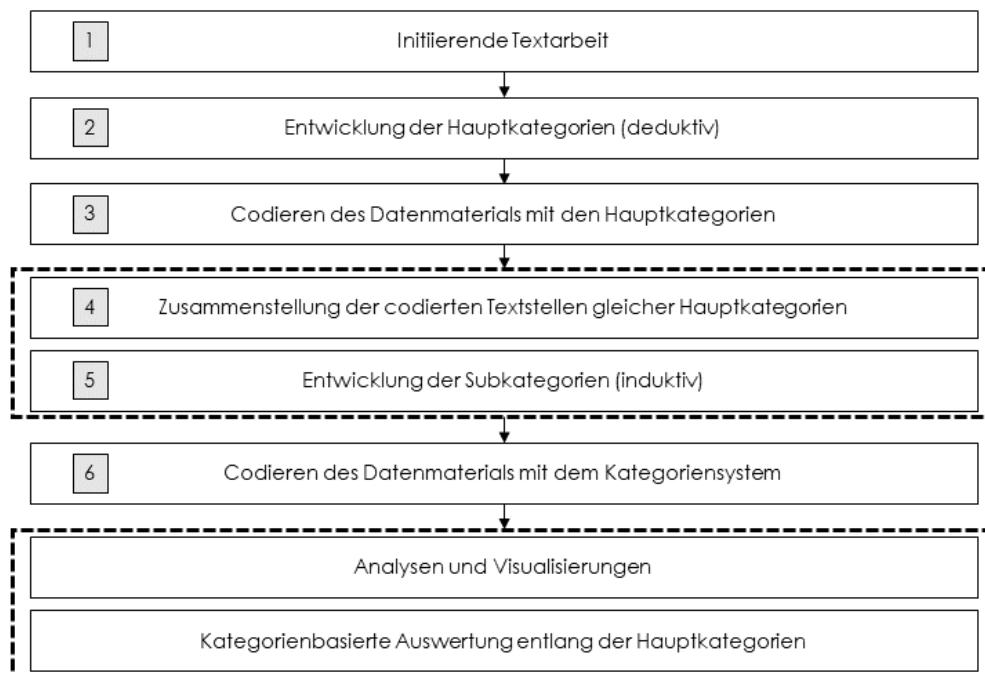 1 Initiierende Textarbeit
2 Entwicklung der Hauptkategorien (deduktiv)
3 Codieren des Datenmaterials mit den Hauptkategorien
4 Zusammenstellung der codierten Textstellen gleicher Hauptkategorien
5 Entwicklung der Subkategorien (induktiv)
6 Codieren des Datenmaterials mit dem Kategoriensystem
Analysen und Visualisierungen
Kategorienbasierte Auswertung entlang der Hauptkategorien